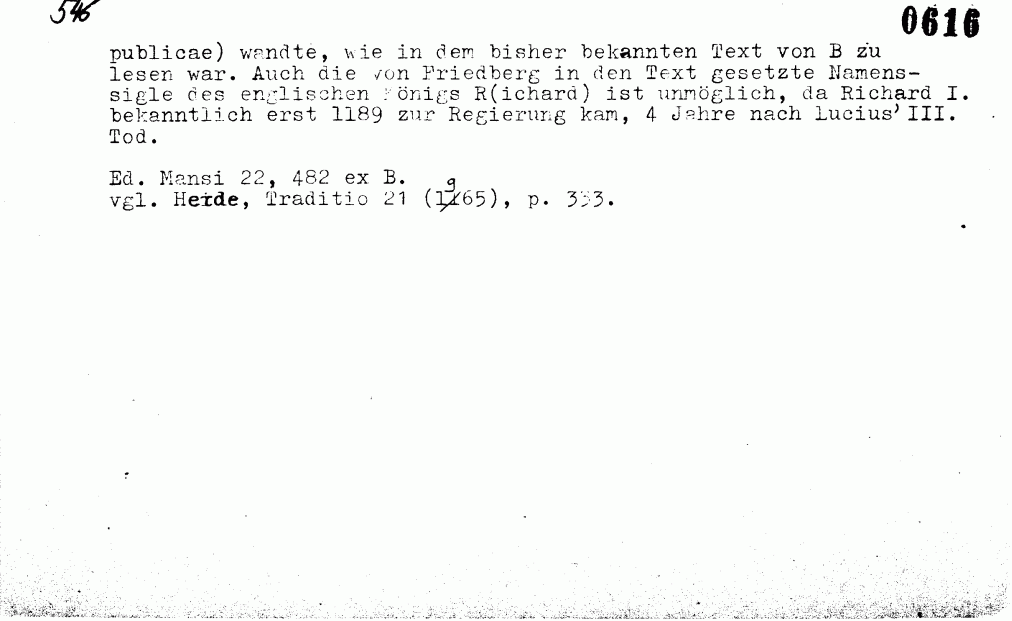 546
0616
publicae) wandte, wie in dem bisher bekannten Text von B zu
lesen war. Auch die von Friedberg in den Text gesetzte Namens-
sigle des englischen Königs R(ichard) ist unmöglich, da Richard I.
bekanntlich erst 1189 zur Regierung kam, 4 Jahre nach Lucius' III.
Tod.
Ed. Mansi 22, 482 ex B.
vgl. Herde, Traditio 21 (1965), p. 333.